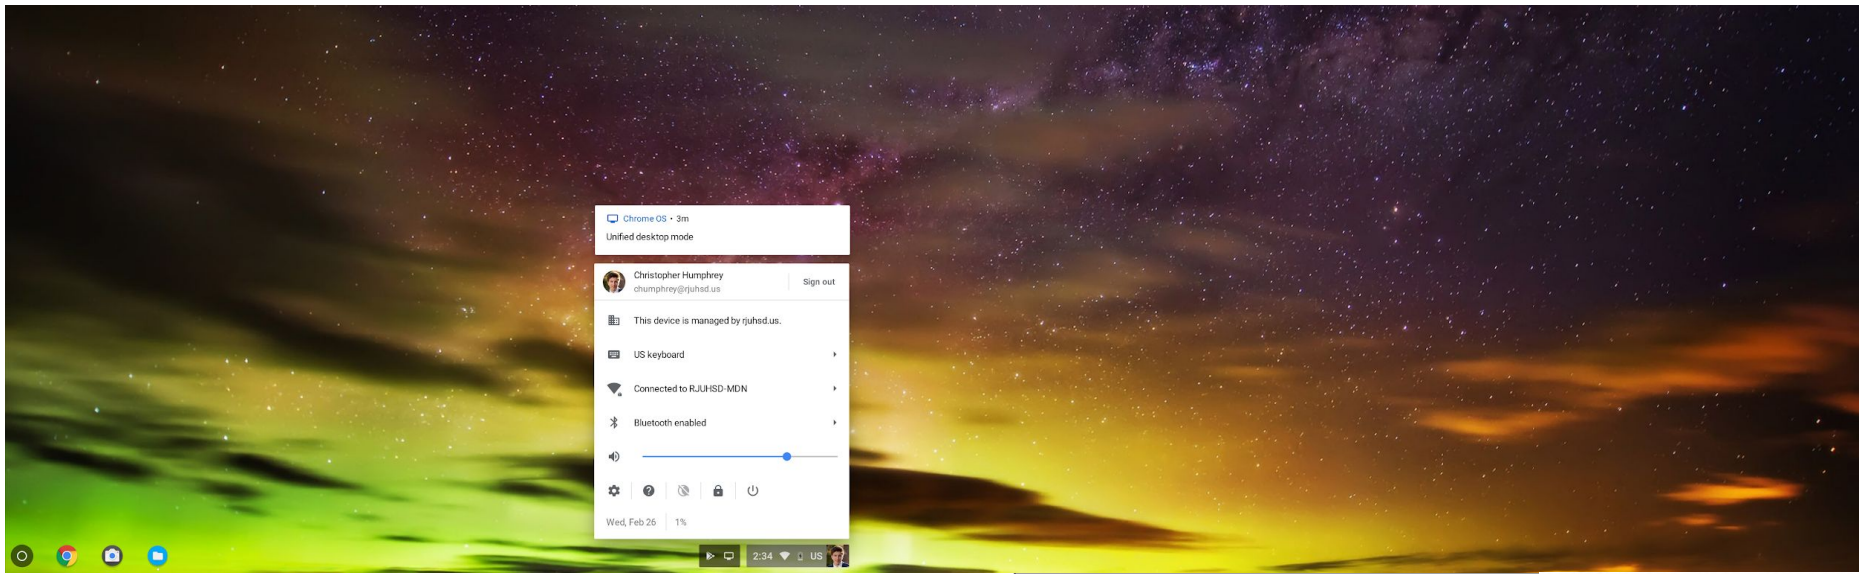 Chrome OS • 3m
Unified desktop mode
Christopher Humphrey
chumphrey@rjuhsd.us
Sign out
This device is managed by rjuhsd.us.
US keyboard
Connected to RJUHSD-MDN
Bluetooth enabled
Wed, Feb 26 1%
2:34 US